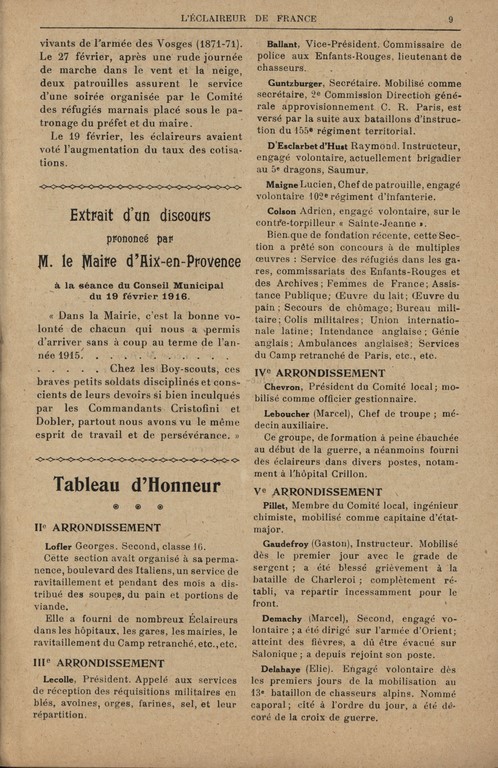 L'ÉCLAIREUR DE FRANCE 9
vivants de l'armée des Vosges (1871-71).
Le 27 février, après une rude journée
de marche dans le vent et la neige,
deux patrouilles assurent le service
d'une soirée organisée par le Comité
des réfugiés marnais placé sous le pa-
tronage du préfet et du maire.
Le 19 février, les éclaireurs avaient
voté l'augmentation du taux des cotisa-
tions.
Extrait d'un discours
prononcé par
M. le Maire d'Aix-en-Provence
à la séance du Conseil Municipal
du 19 février 1916.
« Dans la Mairie, c'est la bonne vo-
lonté de chacun qui nous a permis
d'arriver sans à coup au terme de l'an-
née 1915. . . . . . . . . . .
. . . . . Chez les Boy-scouts, ces
braves petits soldats disciplinés et cons-
cients de leurs devoirs si bien inculqués
par les Commandants Cristofini et
Dobler, partout nous avons vu le même
esprit de travail et de persévérance. »
Tableau d'Honneur
IIe ARRONDISSEMENT
Lofler Georges. Second, classe 16.
Cette section avait organisé à sa perma-
nence, boulevard des Italiens, un service de
ravitaillement et pendant des mois a dis-
tribué des soupes, du pain et portions de
viande.
Elle a fourni de nombreux Éclaireurs
dans les hôpitaux, les gares, les mairies, le
ravitaillement du Camp retranché, etc., etc.
IIIe ARRONDISSEMENT
Lecolle, Président. Appelé aux services
de réception des réquisitions militaires en
blés, avoines, orges, farines, sel, et leur
répartition.
Ballant, Vice-Président. Commissaire de
police aux Enfants-Rouges, lieutenant de
chasseurs.
Guntzburger, Secrétaire. Mobilisé comme
secrétaire, 2e Commission Direction géné-
rale approvisionnement C. R. Paris, est
versé par la suite aux bataillons d'instruc-
tion du 155e régiment territorial.
D'Esclarbet d'Hust Raymond. Instructeur,
engagé volontaire, actuellement brigadier
au 5e dragons, Saumur.
Maigne Lucien, Chef de patrouille, engagé
volontaire 102e régiment d'infanterie.
Colson Adrien, engagé volontaire, sur le
contre-torpilleur « Sainte-Jeanne ».
Bien que de fondation récente, cette Sec-
tion a prêté son concours à de multiples
œuvres : Service des réfugiés dans les ga-
res, commissariats des Enfants-Rouges et
des Archives; Femmes de France; Assis-
tance Publique; Œuvre du lait; Œuvre du
pain; Secours de chômage; Bureau mili-
taire; Colis militaires; Union internatio-
nale latine; Intendance anglaise; Génie
anglais; Ambulances anglaises; Services
du Camp retranché de Paris, etc., etc.
IVe ARRONDISSEMENT
Chevron, Président du Comité local; mo-
bilisé comme officier gestionnaire.
Leboucher (Marcel), Chef de troupe; mé-
decin auxiliaire.
Ce groupe, de formation à peine ébauchée
au début de la guerre, a néanmoins fourni
des éclaireurs dans divers postes, notam-
ment à l'hôpital Crillon.
Ve ARRONDISSEMENT
Pillet, Membre du Comité local, ingénieur
chimiste, mobilisé comme capitaine d'état-
major.
Gaudefroy (Gaston), Instructeur. Mobilisé
dès le premier jour avec le grade de
sergent; a été blessé grièvement à la
bataille de Charleroi; complètement ré-
tabli, va repartir incessamment pour le
front.
Demachy (Marcel), Second, engagé vo-
lontaire; a été dirigé sur l'armée d'Orient;
atteint des fièvres, a dû être évacué sur
Salonique; a depuis rejoint son poste.
Delahaye (Elie). Engagé volontaire dès
les premiers jours de la mobilisation au
13e bataillon de chasseurs alpins. Nommé
caporal; cité à l'ordre du jour, a été dé-
coré de la croix de guerre.